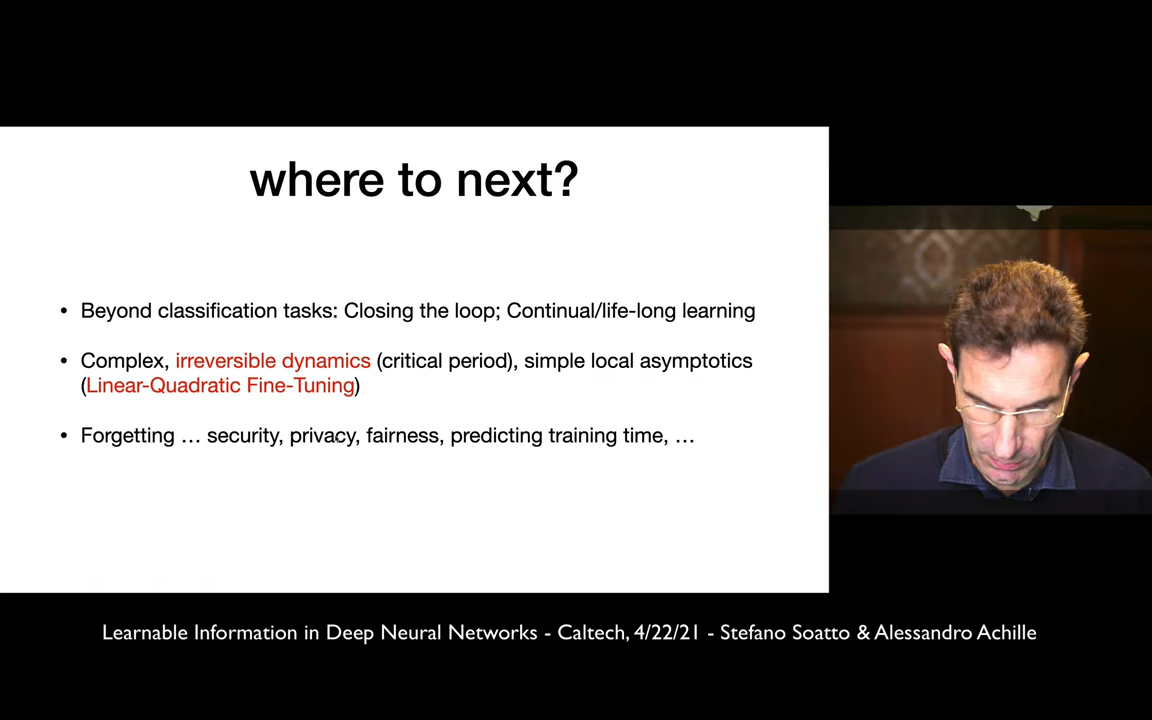 where to next?
• Beyond classification tasks: Closing the loop; Continual/life-long learning
• Complex, irreversible dynamics (critical period), simple local asymptotics
(Linear-Quadratic Fine-Tuning)
• Forgetting … security, privacy, fairness, predicting training time, …
Learnable Information in Deep Neural Networks - Caltech, 4/22/21 - Stefano Soatto & Alessandro Achille